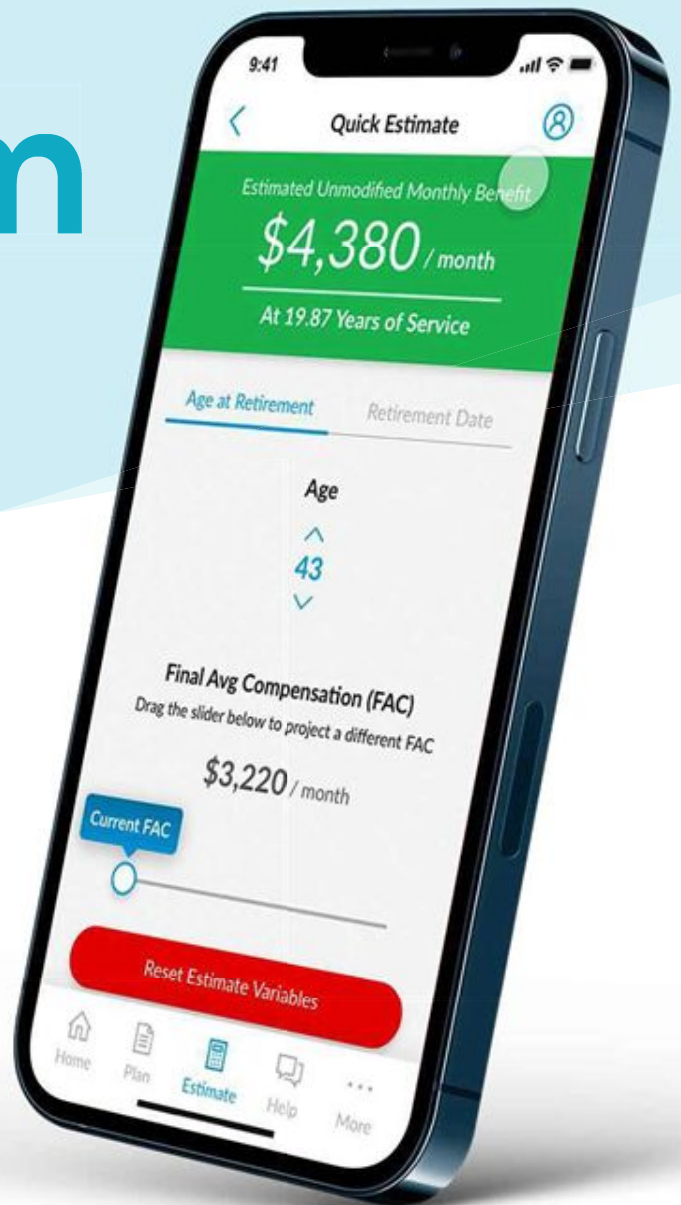 m
9:41
Quick Estimate
Estimated Unmodified Monthly Benefit
$4,380 / month
At 19.87 Years of Service
Age at Retirement Retirement Date
Age
43
Final Avg Compensation (FAC)
Drag the slider below to project a different FAC
$3,220 / month
Current FAC
Reset Estimate Variables
Home Plan Estimate Help More